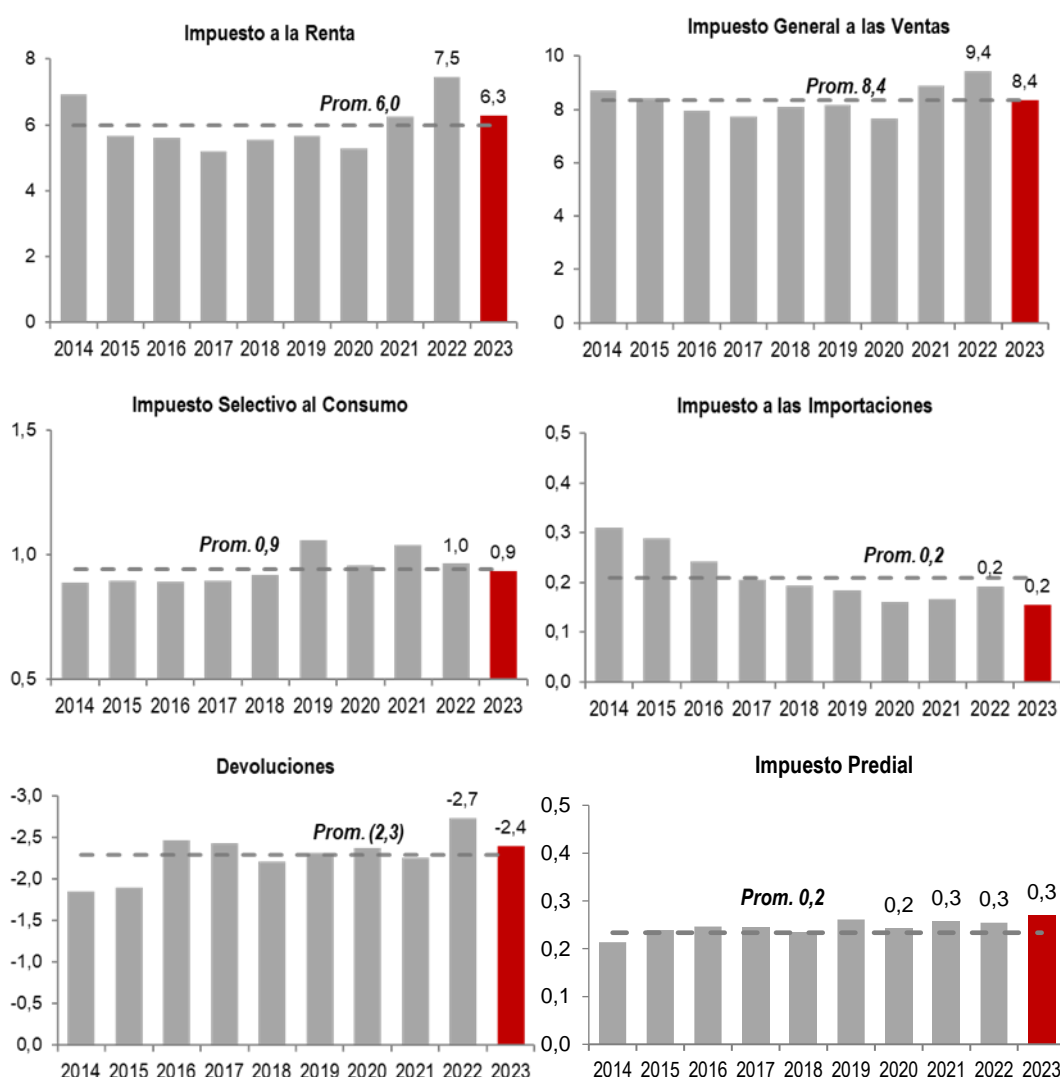 Impuesto a la Renta
8
6
4
2
0
Prom. 6,0
7,5
6,3
2014 2015 2016 2017 2018 2019 2020 2021 2022 2023
Impuesto General a las Ventas
10
8
6
4
2
0
Prom. 8,4
9,4
8,4
2014 2015 2016 2017 2018 2019 2020 2021 2022 2023
Impuesto Selectivo al Consumo
1,5
1,0
0,5
Prom. 0,9
1,0
0,9
2014 2015 2016 2017 2018 2019 2020 2021 2022 2023
Impuesto a las Importaciones
0,5
0,4
0,3
0,2
0,1
0,0
Prom. 0,2
0,2
0,2
2014 2015 2016 2017 2018 2019 2020 2021 2022 2023
Devoluciones
-3,0
-2,5
-2,0
-1,5
-1,0
-0,5
0,0
Prom. (2,3)
-2,7
-2,4
2014 2015 2016 2017 2018 2019 2020 2021 2022 2023
Impuesto Predial
0,5
0,4
0,3
0,2
0,1
0,0
Prom. 0,2
0,2
0,3
0,3
0,3
2014 2015 2016 2017 2018 2019 2020 2021 2022 2023